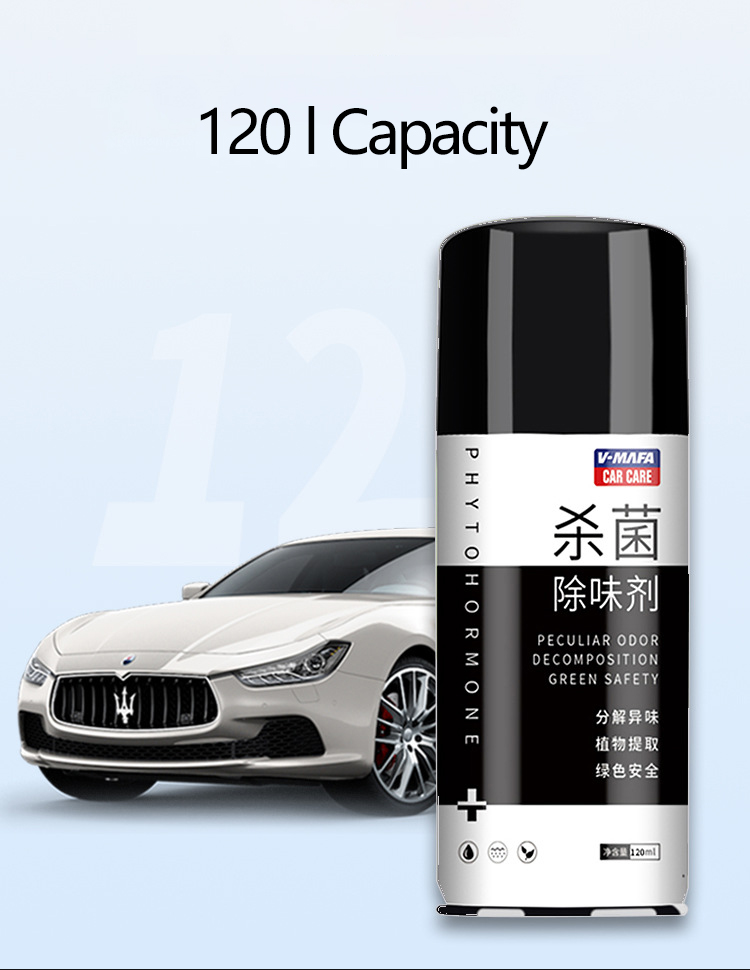 120 l Capacity
12
V-MAFA
CAR CARE
杀菌
除味剂
PHYTOHORMONE
PECULIAR ODOR
DECOMPOSITION
GREEN SAFETY
分解异味
植物提取
绿色安全
净含量 120ml